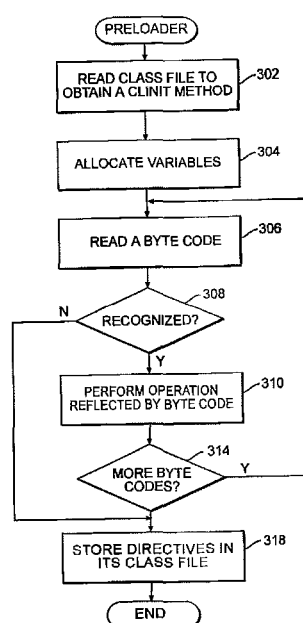 PRELOADER
READ CLASS FILE TO
OBTAIN A CLINIT METHOD
302
ALLOCATE VARIABLES
304
READ A BYTE CODE
306
308
N
RECOGNIZED?
Y
PERFORM OPERATION
REFLECTED BY BYTE CODE
310
314
MORE BYTE
CODES?
Y
STORE DIRECTIVES IN
ITS CLASS FILE
318
END